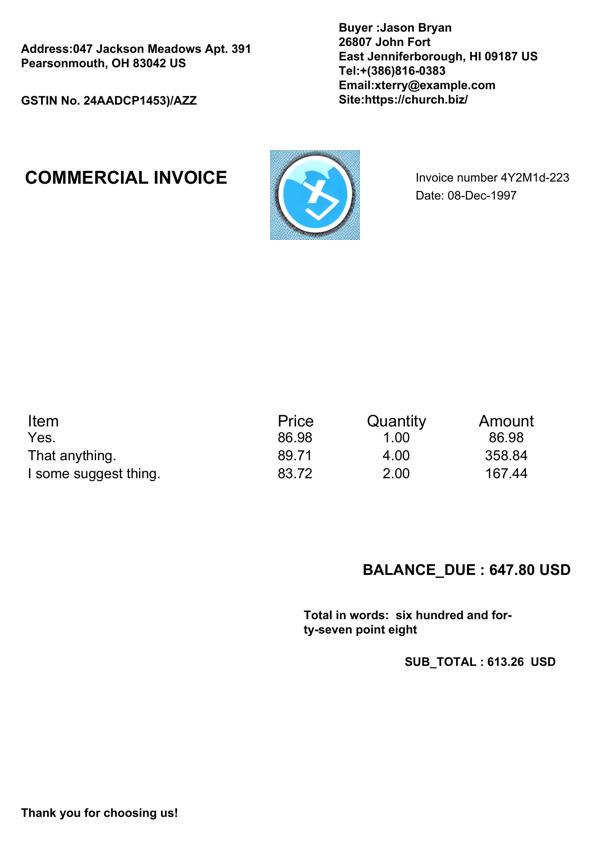 Address:047 Jackson Meadows Apt. 391
Pearsonmouth, OH 83042 US
GSTIN No. 24AADCP1453)/AZZ
Buyer :Jason Bryan
26807 John Fort
East Jenniferborough, HI 09187 US
Tel:+(386)816-0383
Email:xterry@example.com
Site:https://church.biz/
COMMERCIAL INVOICE
Invoice number 4Y2M1d-223
Date: 08-Dec-1997
Item Price Quantity Amount
Yes. 86.98 1.00 86.98
That anything. 89.71 4.00 358.84
I some suggest thing. 83.72 2.00 167.44
BALANCE_DUE : 647.80 USD
Total in words: six hundred and for-
ty-seven point eight
SUB_TOTAL : 613.26 USD
Thank you for choosing us!